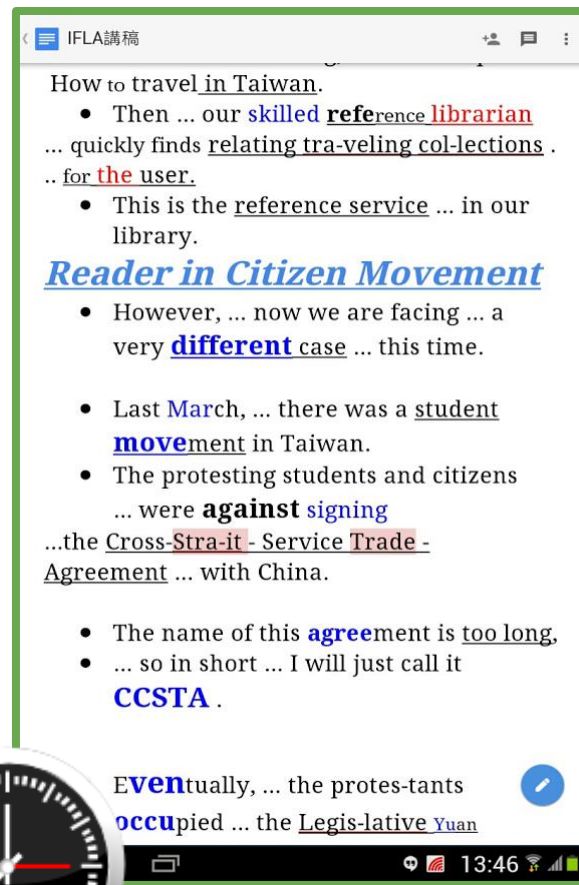 IFLA講稿
How to travel in Taiwan.
• Then ... our skilled reference librarian
... quickly finds relating tra-veling col-lections .
.. for the user.
• This is the reference service ... in our
library.
Reader in Citizen Movement
• However, ... now we are facing ... a
very different case ... this time.
• Last March, ... there was a student
movement in Taiwan.
• The protesting students and citizens
... were against signing
...the Cross-Stra-it - Service Trade -
Agreement ... with China.
• The name of this agreement is too long,
• ... so in short ... I will just call it
CCSTA .
Eventually, ... the protes-tants
occupied ... the Legis-lative Yuan
13:46